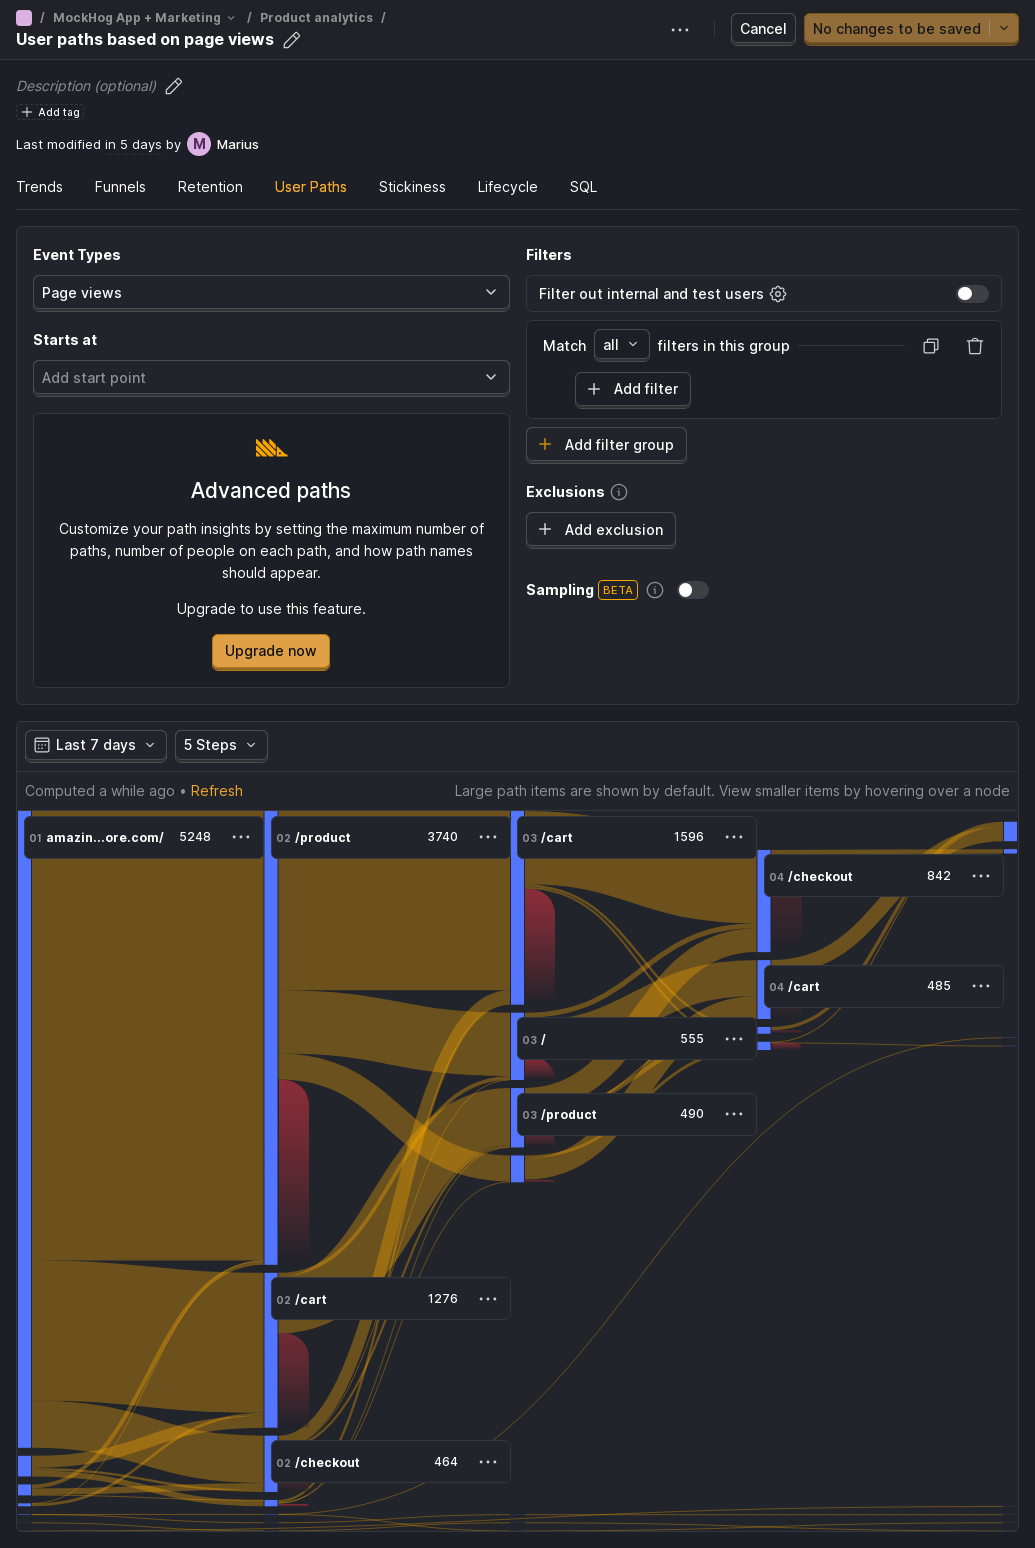 / MockHog App + Marketing / Product analytics /
User paths based on page views
Cancel
No changes to be saved
Description (optional)
Add tag
Last modified in 5 days by M Marius
Trends Funnels Retention User Paths Stickiness Lifecycle SQL
Event Types
Page views
Starts at
Add start point
Advanced paths
Customize your path insights by setting the maximum number of
paths, number of people on each path, and how path names
should appear.
Upgrade to use this feature.
Upgrade now
Filters
Filter out internal and test users
Match all filters in this group
Add filter
Add filter group
Exclusions
Add exclusion
Sampling BETA
Last 7 days 5 Steps
Computed a while ago • Refresh
Large path items are shown by default. View smaller items by hovering over a node
01 amazin...ore.com/ 5248
02 /product 3740
03 /cart 1596
04 /checkout 842
04 /cart 485
03 / 555
03 /product 490
02 /cart 1276
02 /checkout 464